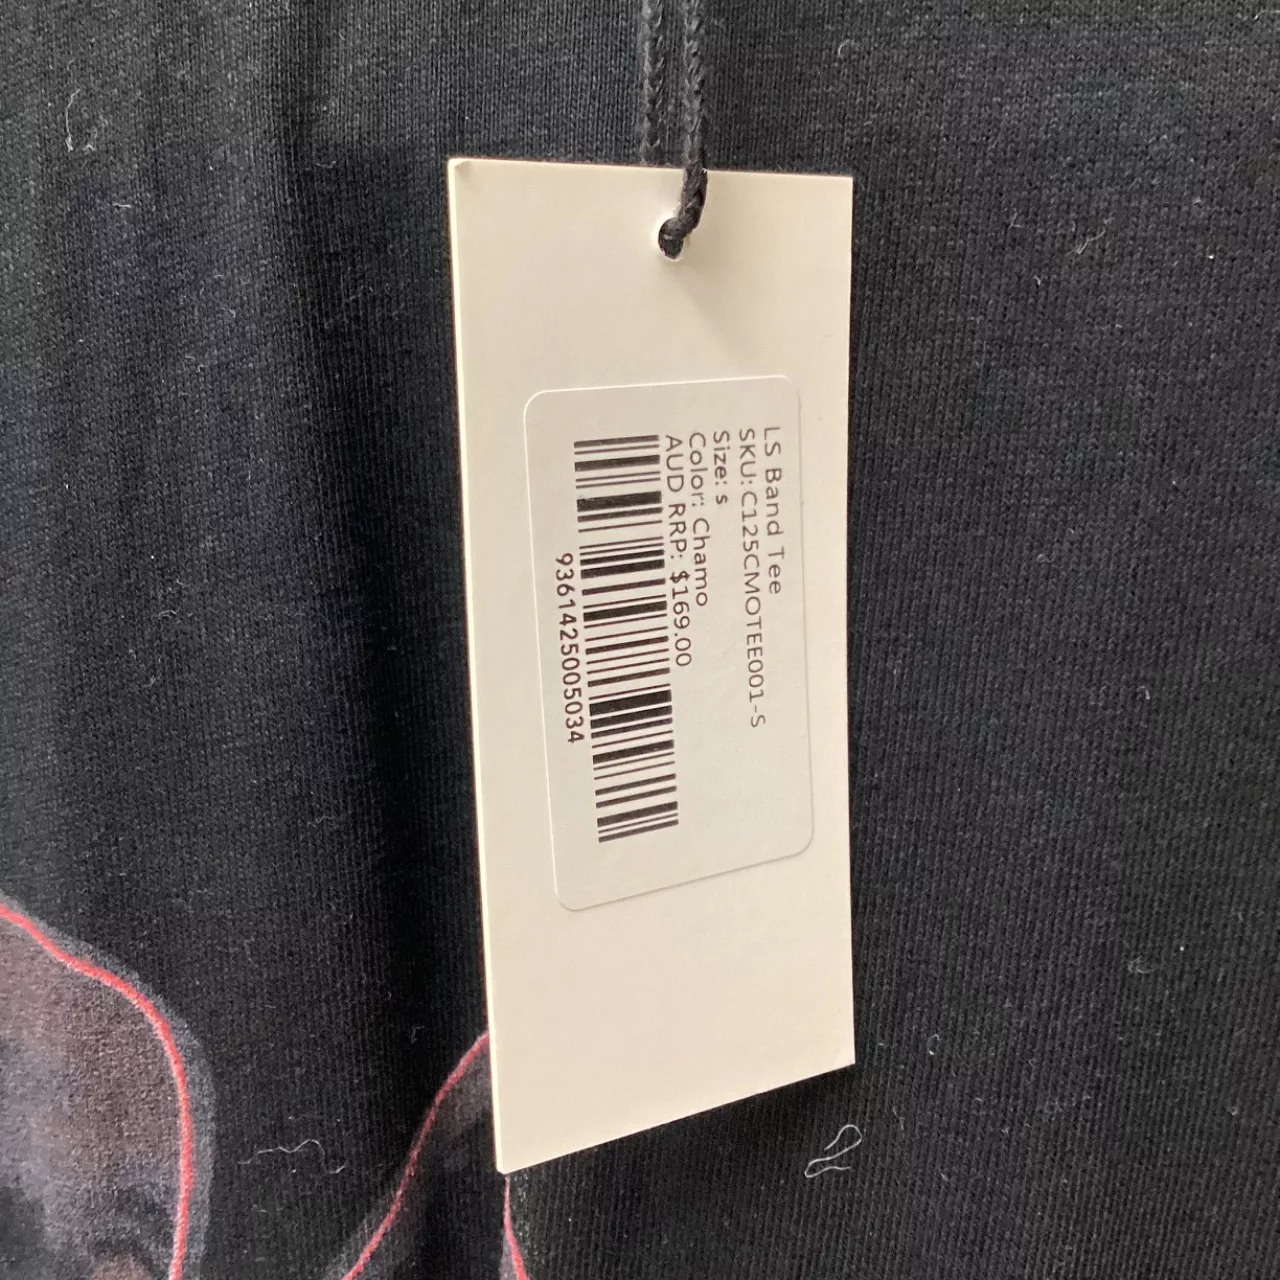 LS Band Tee
SKU: C125CMOTEE001-S
Size: s
Color: Chamo
AUD RRP: $169.00
9361425005034